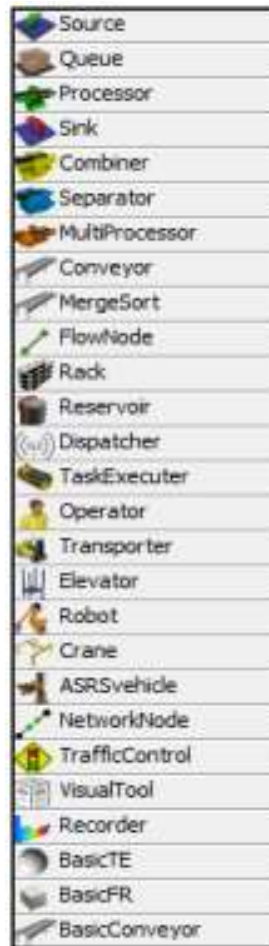 Source
Queue
Processor
Sink
Combiner
Separator
MultiProcessor
Conveyor
MergeSort
FlowNode
Rack
Reservoir
Dispatcher
TaskExecuter
Operator
Transporter
Elevator
Robot
Crane
ASRSvehicle
NetworkNode
TrafficControl
VisualTool
Recorder
BasicTE
BasicFR
BasicConveyor